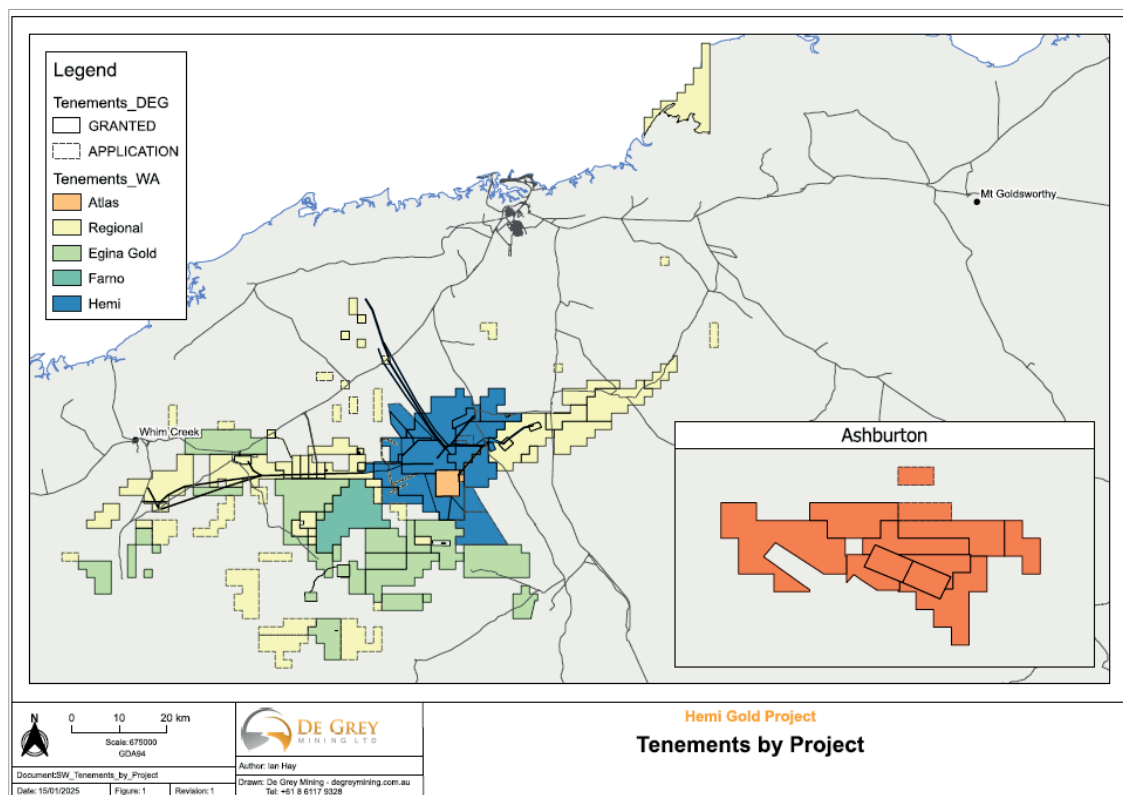 Legend
Tenements_DEG
GRANTED
APPLICATION
Tenements_WA
Atlas
Regional
Egina Gold
Farno
Hemi
Mt Goldsworthy
Whim Creek
Ashburton
N
0 10 20 km
Scale: 675000
GDA94
Document:SW_Tenements_by_Project
Date: 15/01/2025 Figure: 1 Revision: 1
DE GREY
MINING LTD
Author: Ian Hay
Drawn: De Grey Mining - degreymining.com.au
Tel: +61 8 6117 9328
Hemi Gold Project
Tenements by Project